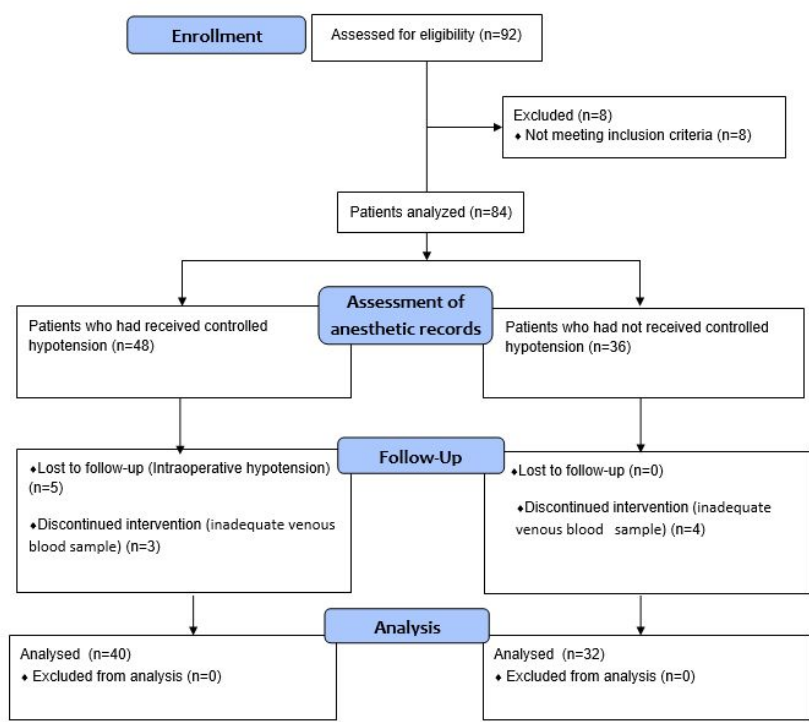 Enrollment
Assessed for eligibility (n=92)
Excluded (n=8)
♦ Not meeting inclusion criteria (n=8)
Patients analyzed (n=84)
Assessment of
anesthetic records
Patients who had received controlled
hypotension (n=48)
Patients who had not received controlled
hypotension (n=36)
Follow-Up
♦Lost to follow-up (Intraoperative hypotension)
(n=5)
♦Discontinued intervention (inadequate venous
blood sample) (n=3)
♦Lost to follow-up (n=0)
♦Discontinued intervention (inadequate
venous blood sample) (n=4)
Analysis
Analysed (n=40)
♦ Excluded from analysis (n=0)
Analysed (n=32)
♦ Excluded from analysis (n=0)